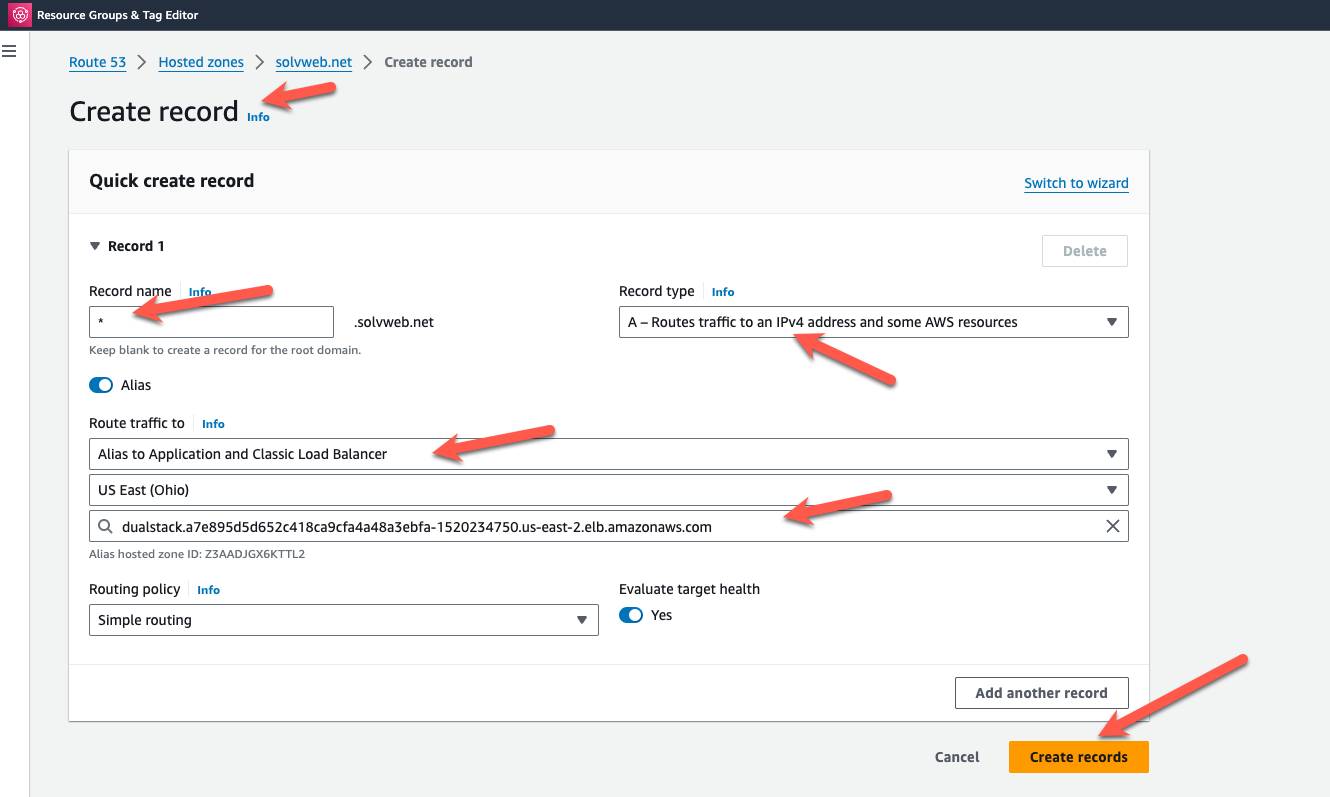 Resource Groups & Tag Editor
Route 53 > Hosted zones > solvweb.net > Create record
Create record Info
Quick create record
Switch to wizard
Record 1
Delete
Record name Info
Record type Info
* .solvweb.net
A – Routes traffic to an IPv4 address and some AWS resources
Keep blank to create a record for the root domain.
Alias
Route traffic to Info
Alias to Application and Classic Load Balancer
US East (Ohio)
dualstack.a7e895d5d652c418ca9cfa4a48a3ebfa-1520234750.us-east-2.elb.amazonaws.com
Alias hosted zone ID: Z3AADJGX6KTTL2
Routing policy Info
Evaluate target health
Simple routing
Yes
Add another record
Cancel
Create records